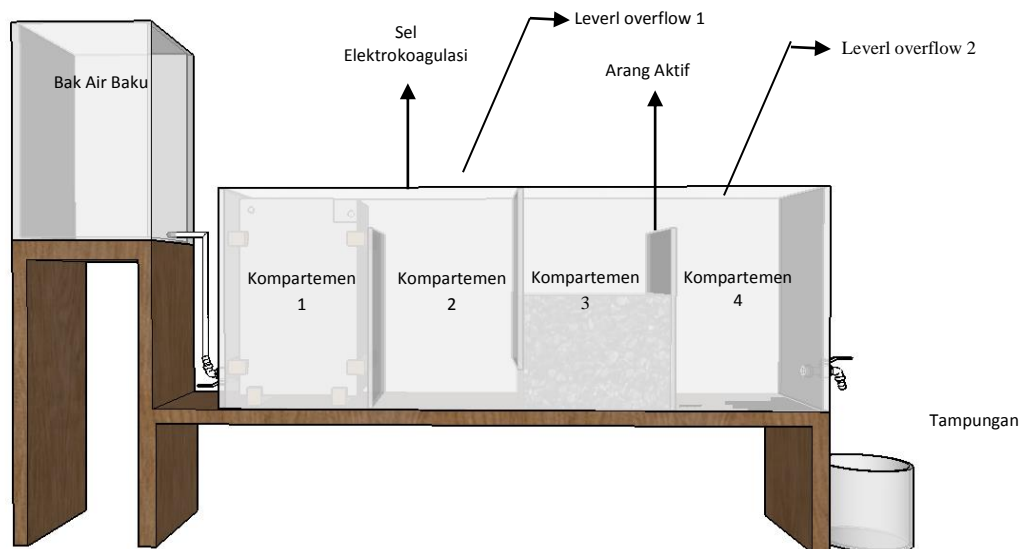 Leverl overflow 1
Sel
Elektrokoagulasi
Leverl overflow 2
Arang Aktif
Bak Air Baku
Kompartemen
1
Kompartemen
2
Kompartemen
3
Kompartemen
4
Tampungan